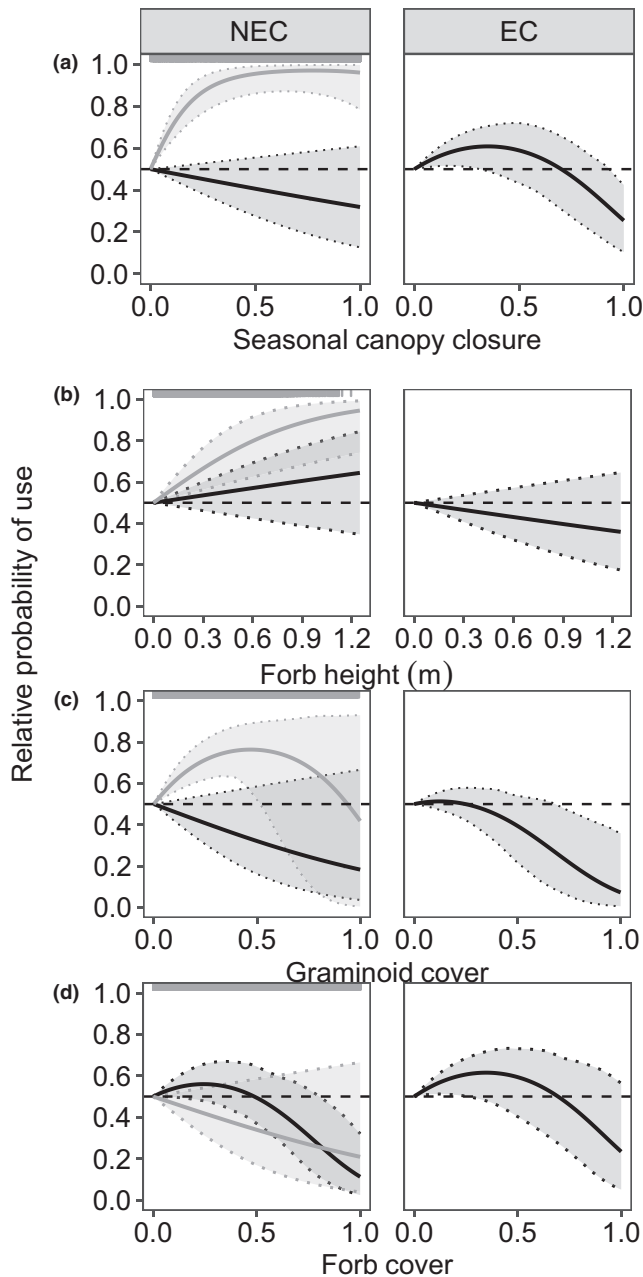 NEC EC
(a)
1.0
0.8
0.6
0.4
0.2
0.0
0.0 0.5 1.0 0.0 0.5 1.0
Seasonal canopy closure
(b)
1.0
0.8
0.6
0.4
0.2
0.0
0.0 0.3 0.6 0.9 1.2 0.0 0.3 0.6 0.9 1.2
Forb height (m)
Relative probability of use
(c)
1.0
0.8
0.6
0.4
0.2
0.0
0.0 0.5 1.0 0.0 0.5 1.0
Graminoid cover
(d)
1.0
0.8
0.6
0.4
0.2
0.0
0.0 0.5 1.0 0.0 0.5 1.0
Forb cover